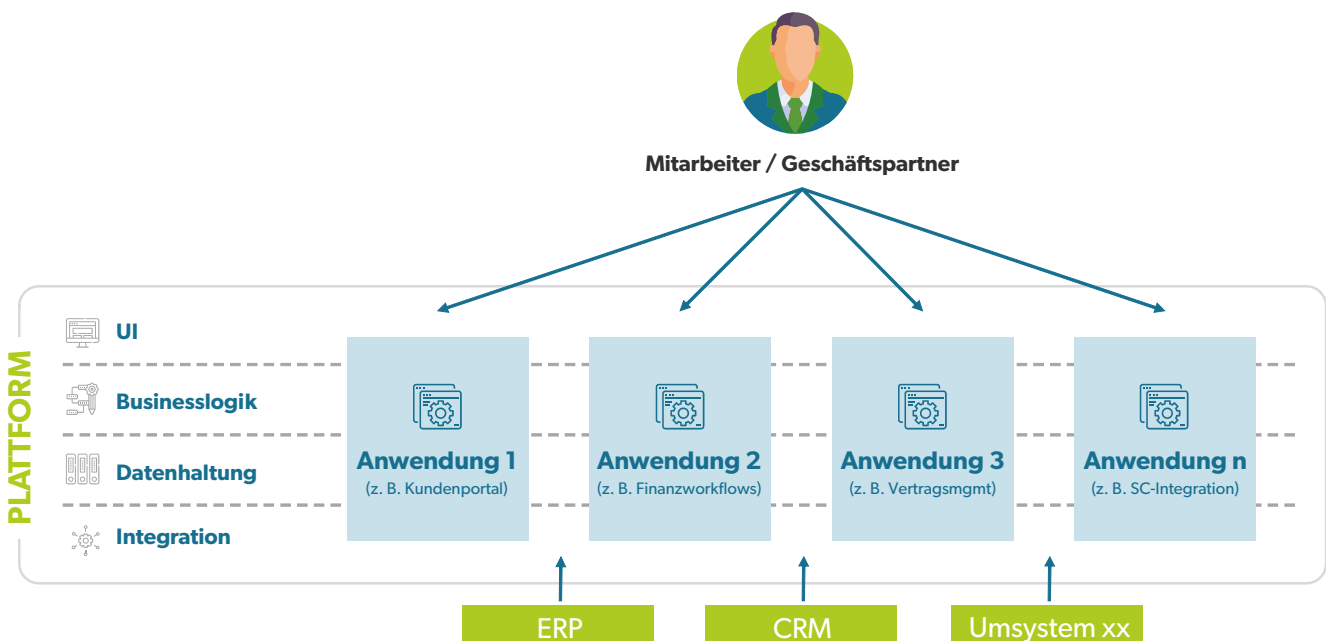 Mitarbeiter / Geschäftspartner
PLATTFORM
UI
Businesslogik
Datenhaltung
Integration
Anwendung 1
(z. B. Kundenportal)
Anwendung 2
(z. B. Finanzworkflows)
Anwendung 3
(z. B. Vertragsmgmt)
Anwendung n
(z. B. SC-Integration)
ERP
CRM
Umsystem xx